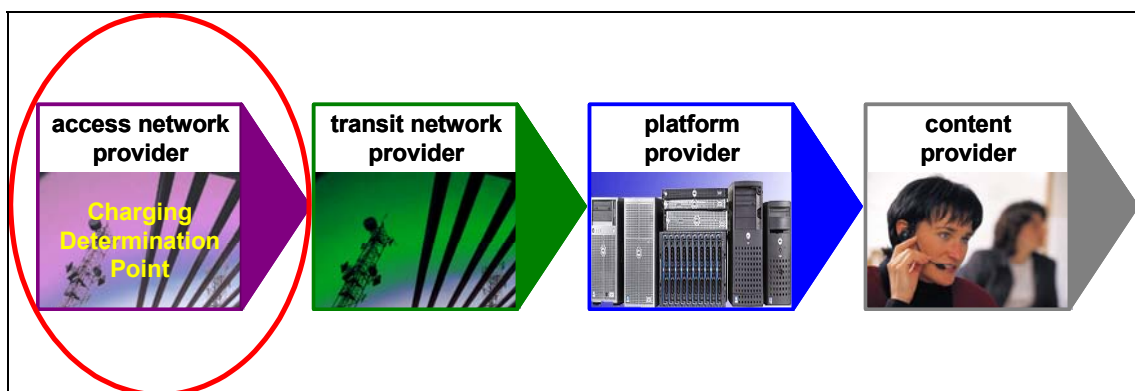 access network
provider
Charging
Determination
Point
transit network
provider
platform
provider
content
provider